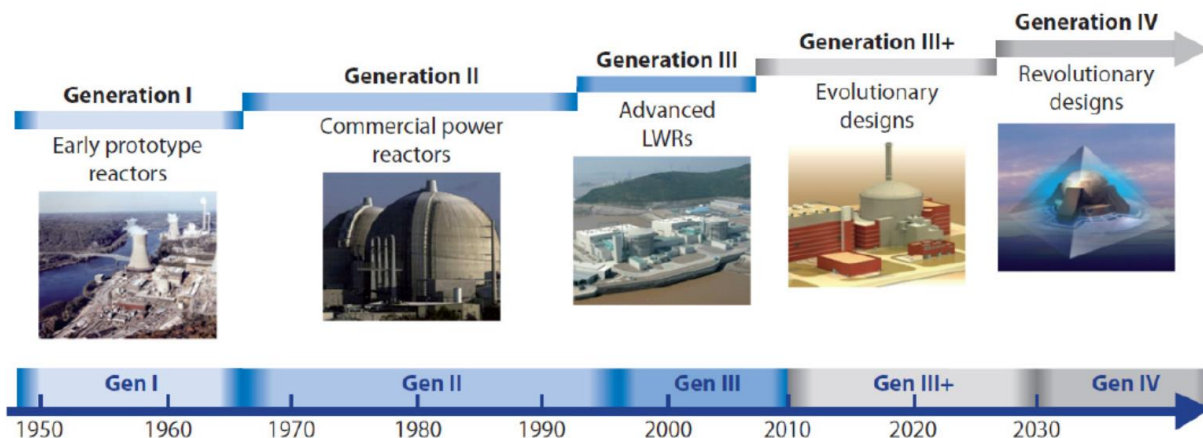 Generation I
Early prototype
reactors
Generation II
Commercial power
reactors
Generation III
Advanced
LWRs
Generation III+
Evolutionary
designs
Generation IV
Revolutionary
designs
Gen I
Gen II
Gen III
Gen III+
Gen IV
1950
1960
1970
1980
1990
2000
2010
2020
2030